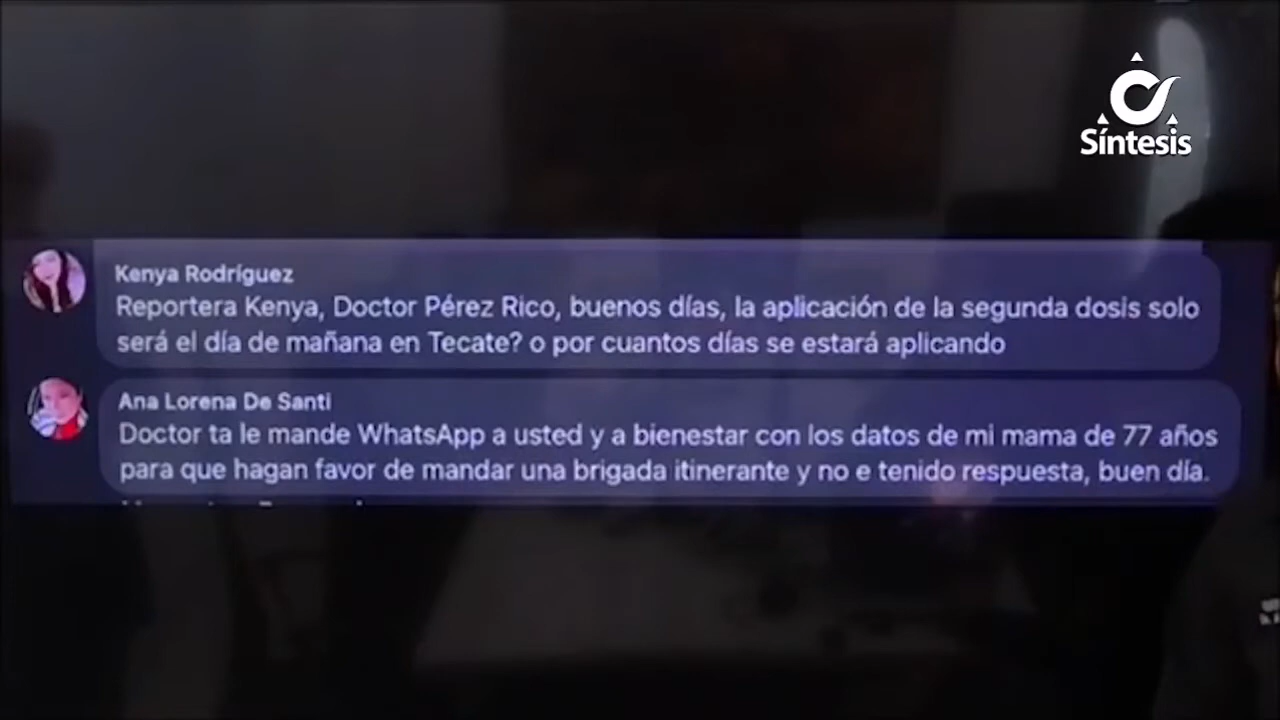 Síntesis
Kenya Rodríguez
Reportera Kenya, Doctor Pérez Rico, buenos días, la aplicación de la segunda dosis solo
será el día de mañana en Tecate? o por cuantos días se estará aplicando
Ana Lorena De Santi
Doctor ta le mande WhatsApp a usted y a bienestar con los datos de mi mama de 77 años
para que hagan favor de mandar una brigada itinerante y no e tenido respuesta, buen día.